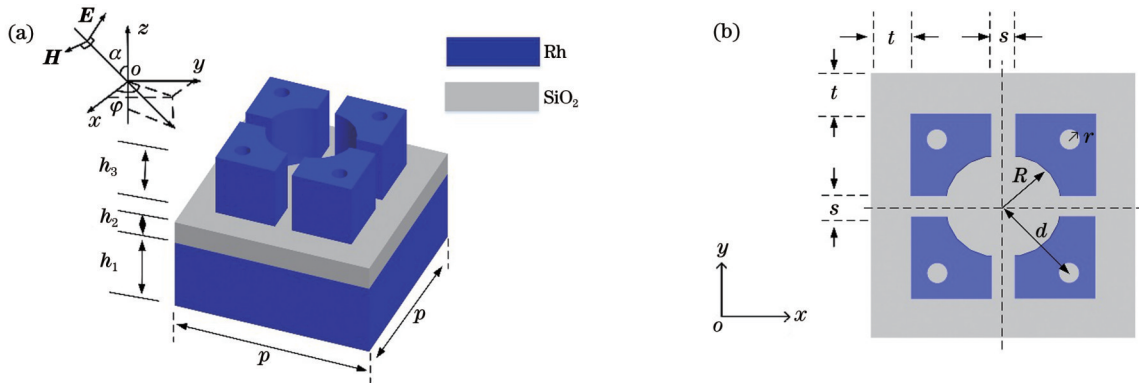 (a)
E
H
α
z
o
y
x
φ
Rh
SiO₂
h₃
h₂
h₁
p
p
(b)
t
s
t
r
R
s
d
y
o
x